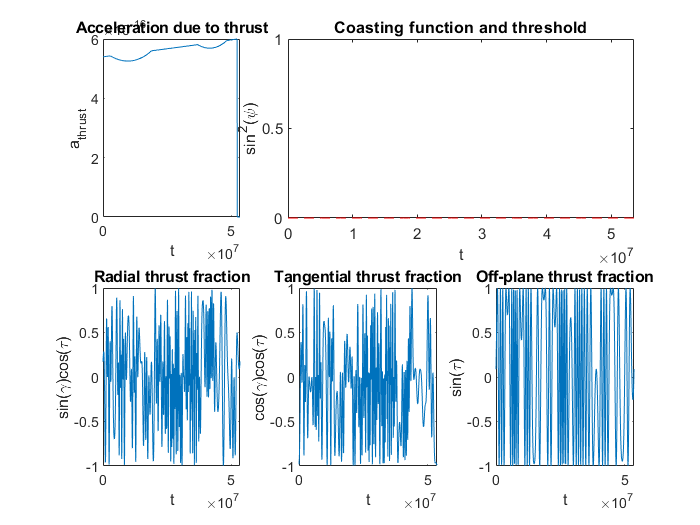 Acceleration due to thrust
Coasting function and threshold
6
4
2
0
a_thrust
0
5
t
×10^7
1
0.5
0
sin^2(ψ)
0
1
2
3
4
5
t
×10^7
Radial thrust fraction
Tangential thrust fraction
Off-plane thrust fraction
1
0.5
0
-0.5
-1
sin(γ)cos(τ)
0
5
t
×10^7
1
0.5
0
-0.5
-1
cos(γ)cos(τ)
0
5
t
×10^7
1
0.5
0
-0.5
-1
sin(τ)
0
5
t
×10^7